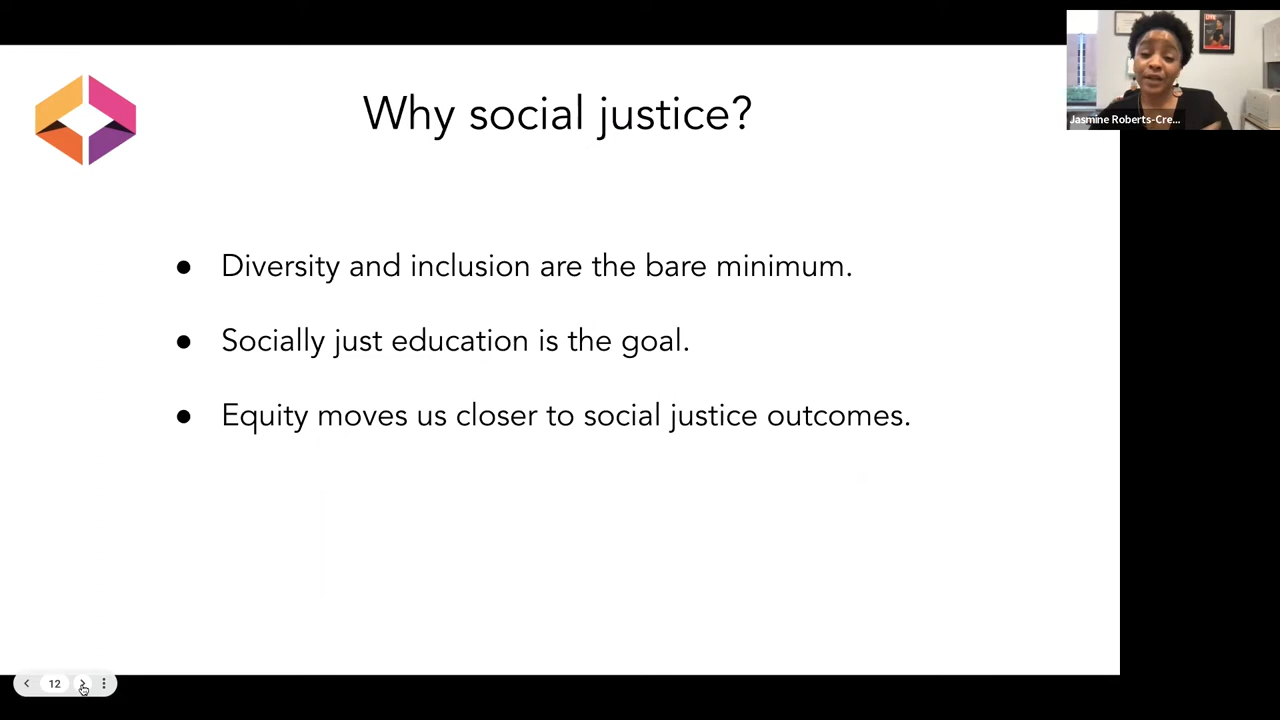 Why social justice?
LIFE
Jasmine Roberts-Cre...
● Diversity and inclusion are the bare minimum.
● Socially just education is the goal.
● Equity moves us closer to social justice outcomes.
12